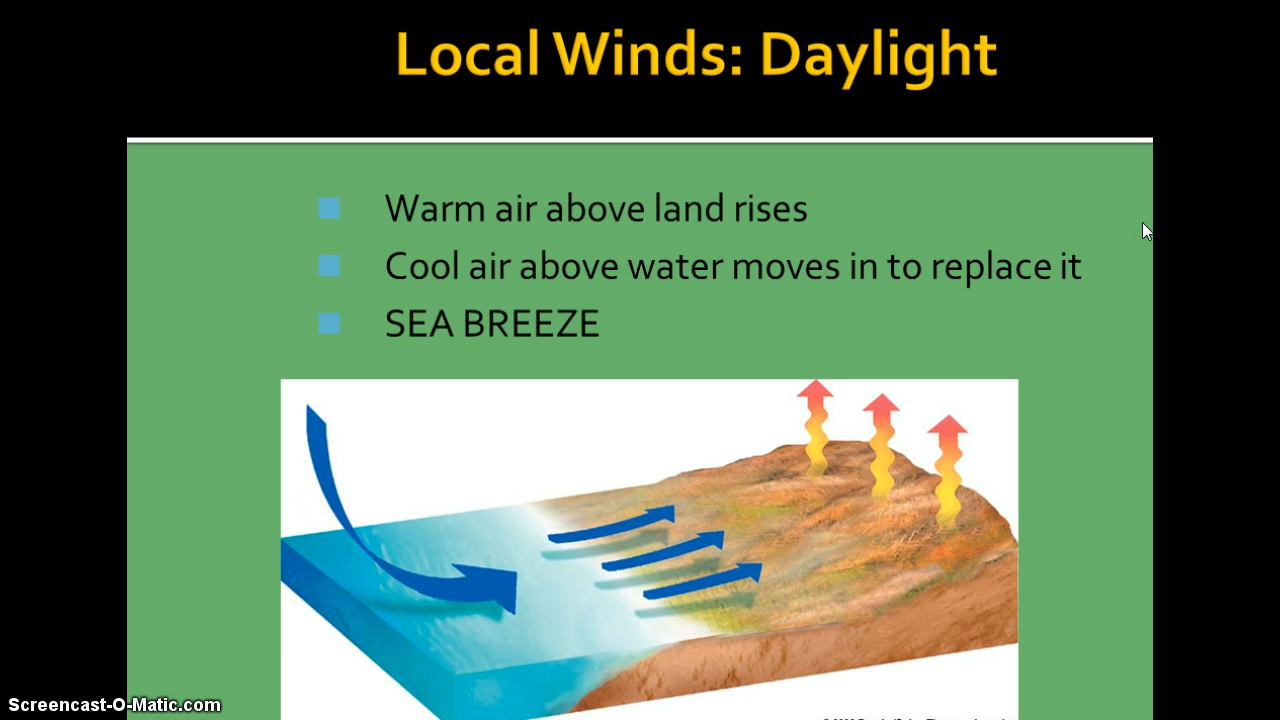 Local Winds: Daylight
Warm air above land rises
Cool air above water moves in to replace it
SEA BREEZE
Screencast-O-Matic.com